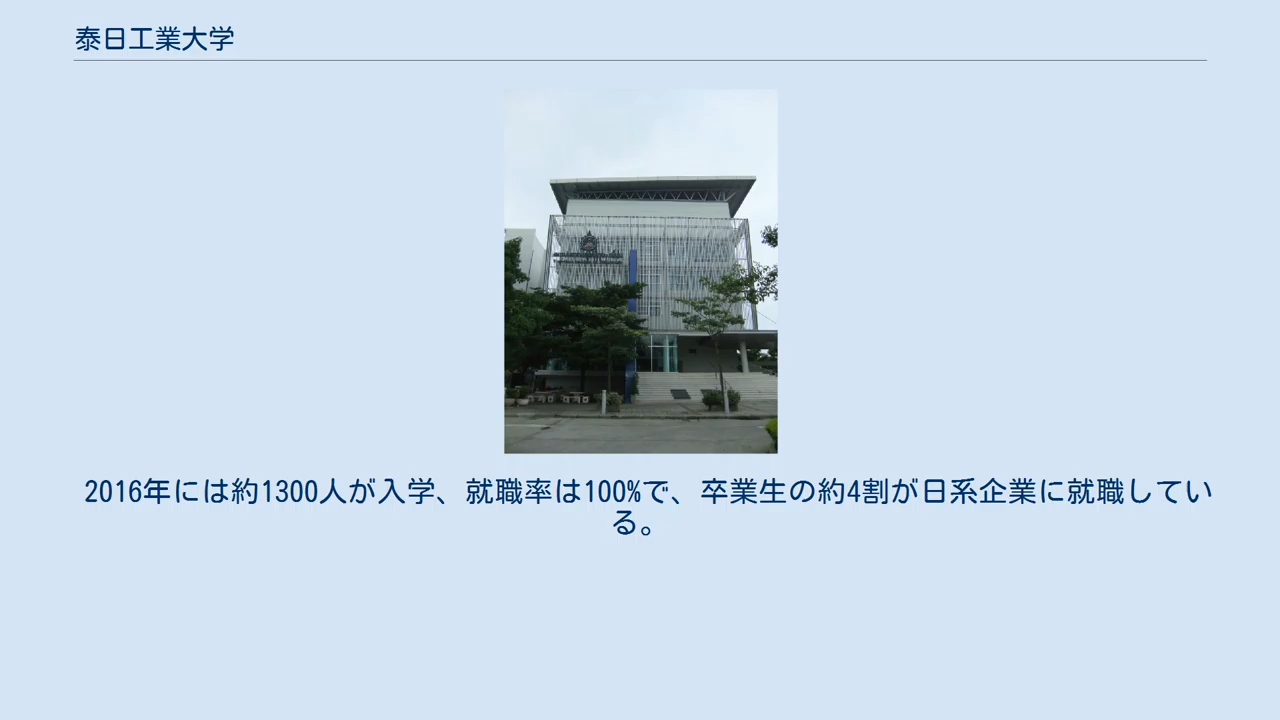 泰日工業大学
2016年には約1300人が入学、就職率は100%で、卒業生の約4割が日系企業に就職してい
る。